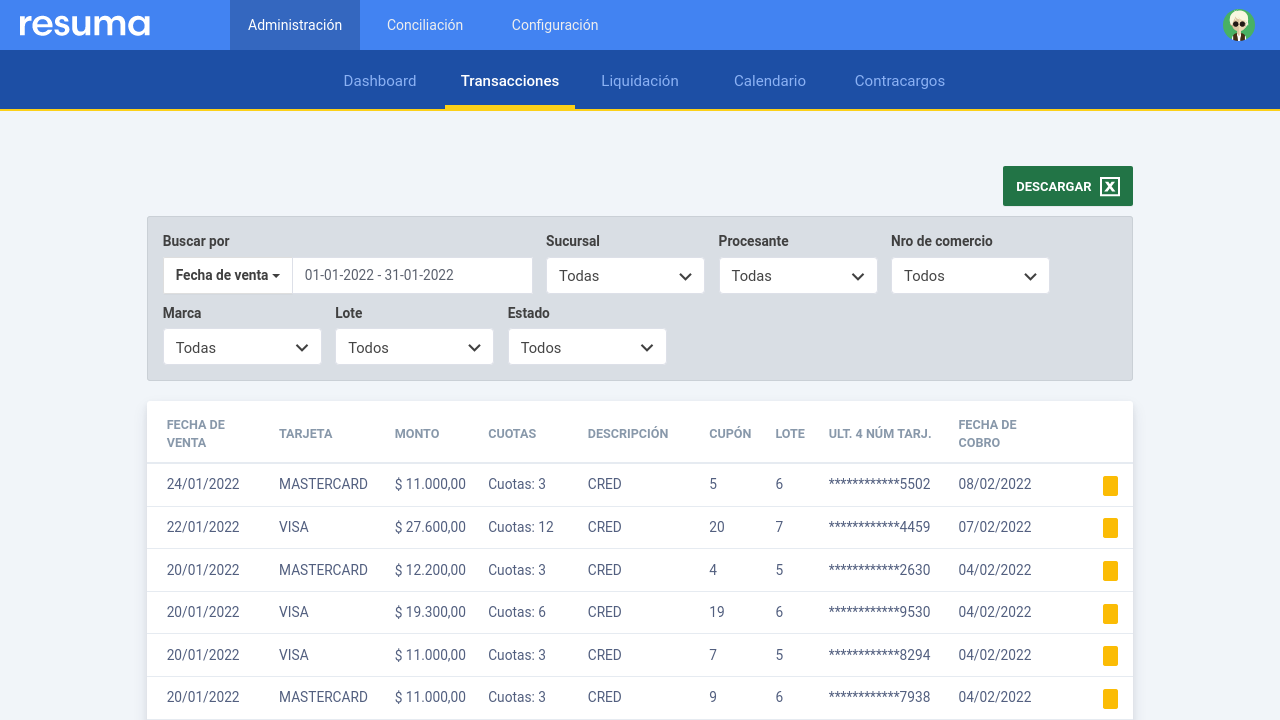 resuma Administración Conciliación Configuración
Dashboard Transacciones Liquidación Calendario Contracargos
DESCARGAR X
Buscar por Sucursal Procesante Nro de comercio
Fecha de venta 01-01-2022 - 31-01-2022 Todas Todas Todos
Marca Lote Estado
Todas Todos Todos
FECHA DE VENTA TARJETA MONTO CUOTAS DESCRIPCIÓN CUPÓN LOTE ULT. 4 NÚM TARJ. FECHA DE COBRO
24/01/2022 MASTERCARD $ 11.000,00 Cuotas: 3 CRED 5 6 ************5502 08/02/2022
22/01/2022 VISA $ 27.600,00 Cuotas: 12 CRED 20 7 ************4459 07/02/2022
20/01/2022 MASTERCARD $ 12.200,00 Cuotas: 3 CRED 4 5 ************2630 04/02/2022
20/01/2022 VISA $ 19.300,00 Cuotas: 6 CRED 19 6 ************9530 04/02/2022
20/01/2022 VISA $ 11.000,00 Cuotas: 3 CRED 7 5 ************8294 04/02/2022
20/01/2022 MASTERCARD $ 11.000,00 Cuotas: 3 CRED 9 6 ************7938 04/02/2022